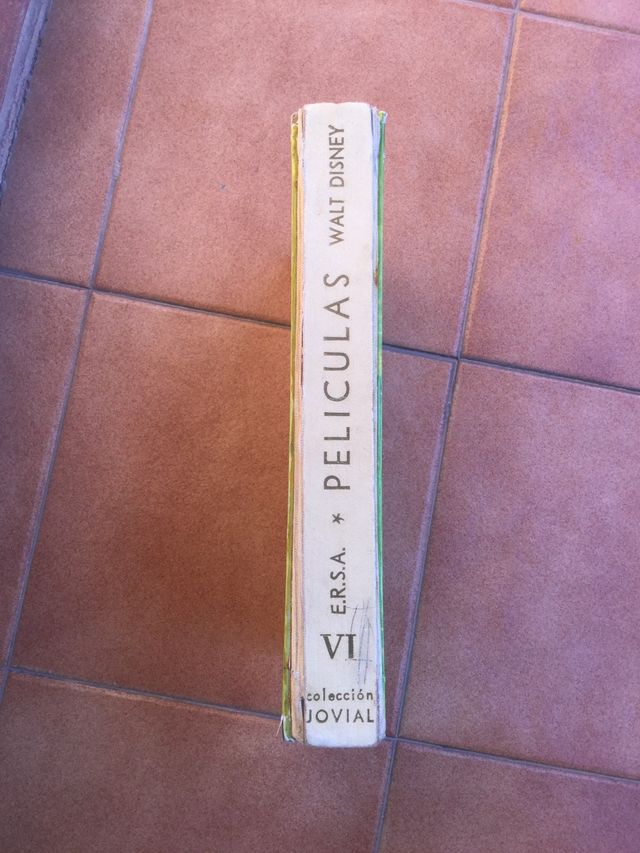 WALT DISNEY
PELICULAS
E.R.S.A. *
VI
colección
JOVIAL